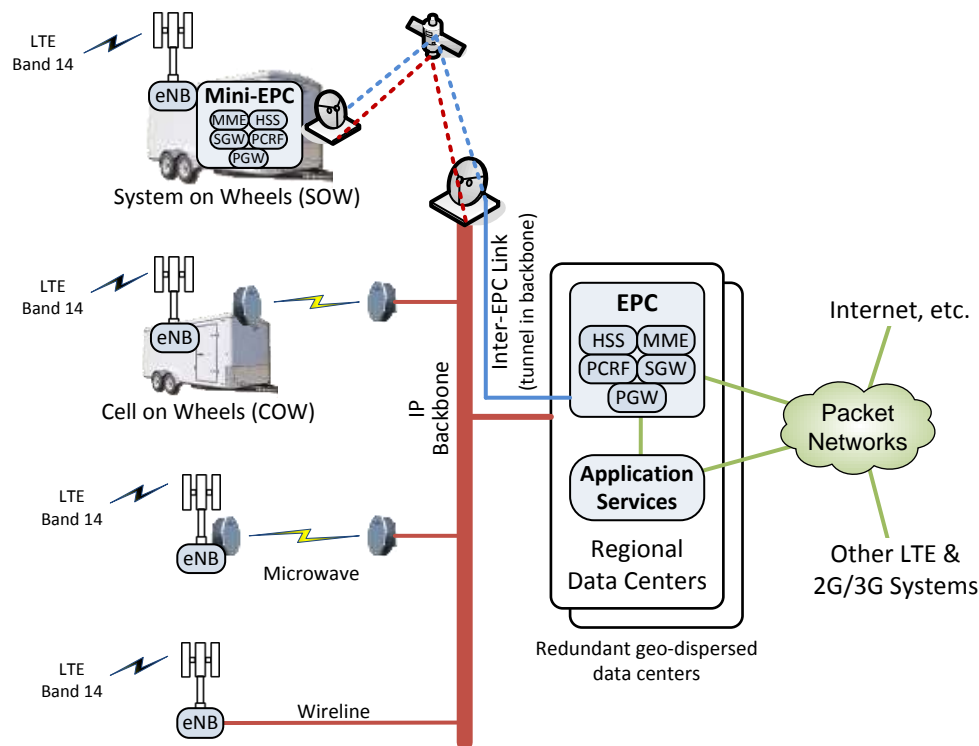 LTE
Band 14
eNB
Mini-EPC
MME
HSS
SGW
PCRF
PGW
System on Wheels (SOW)
LTE
Band 14
eNB
Cell on Wheels (COW)
LTE
Band 14
eNB
Microwave
LTE
Band 14
eNB
Wireline
IP
Backbone
Inter-EPC Link
(tunnel in backbone)
EPC
HSS
MME
PCRF
SGW
PGW
Application
Services
Regional
Data Centers
Redundant geo-dispersed
data centers
Internet, etc.
Packet
Networks
Other LTE &
2G/3G Systems